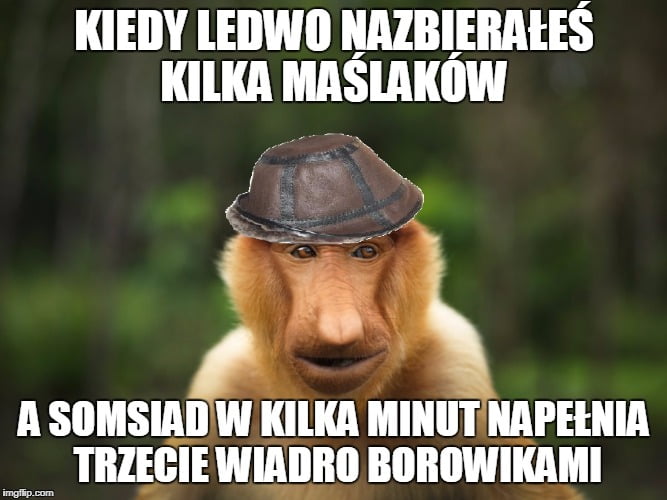 KIEDY LEDWO NAZBIERAŁEŚ
KILKA MAŚLAKÓW
A SOMSIAD W KILKA MINUT NAPEŁNIA
TRZECIE WIADRO BOROWIKAMI
imgflip.com